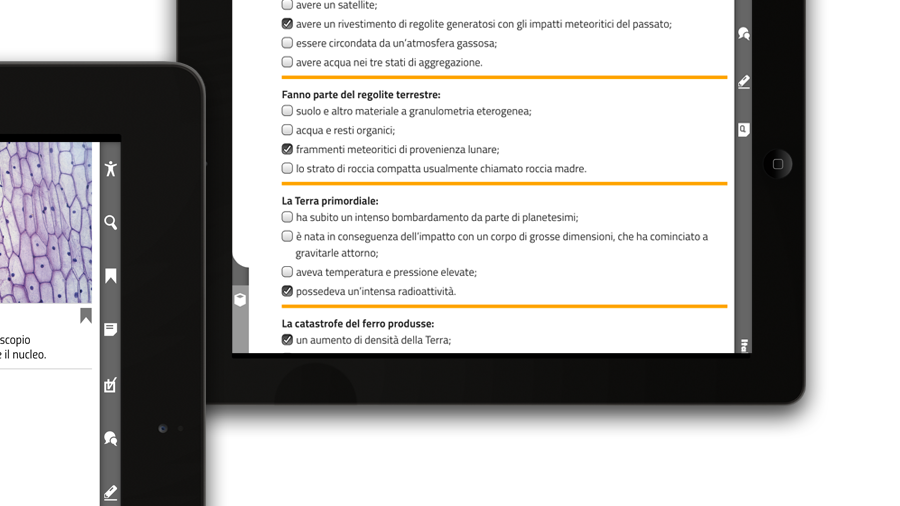 avere un satellite;
avere un rivestimento di regolite generatosi con gli impatti meteoritici del passato;
essere circondata da un'atmosfera gassosa;
avere acqua nei tre stati di aggregazione.
Fanno parte del regolite terrestre:
suolo e altro materiale a granulometria eterogenea;
acqua e resti organici;
frammenti meteoritici di provenienza lunare;
lo strato di roccia compatta usualmente chiamato roccia madre.
La Terra primordiale:
ha subito un intenso bombardamento da parte di planetesimi;
è nata in conseguenza dell'impatto con un corpo di grosse dimensioni, che ha cominciato a
gravitarle attorno;
aveva temperatura e pressione elevate;
possedeva un'intensa radioattività.
La catastrofe del ferro produsse:
un aumento di densità della Terra;
scopio
e il nucleo.